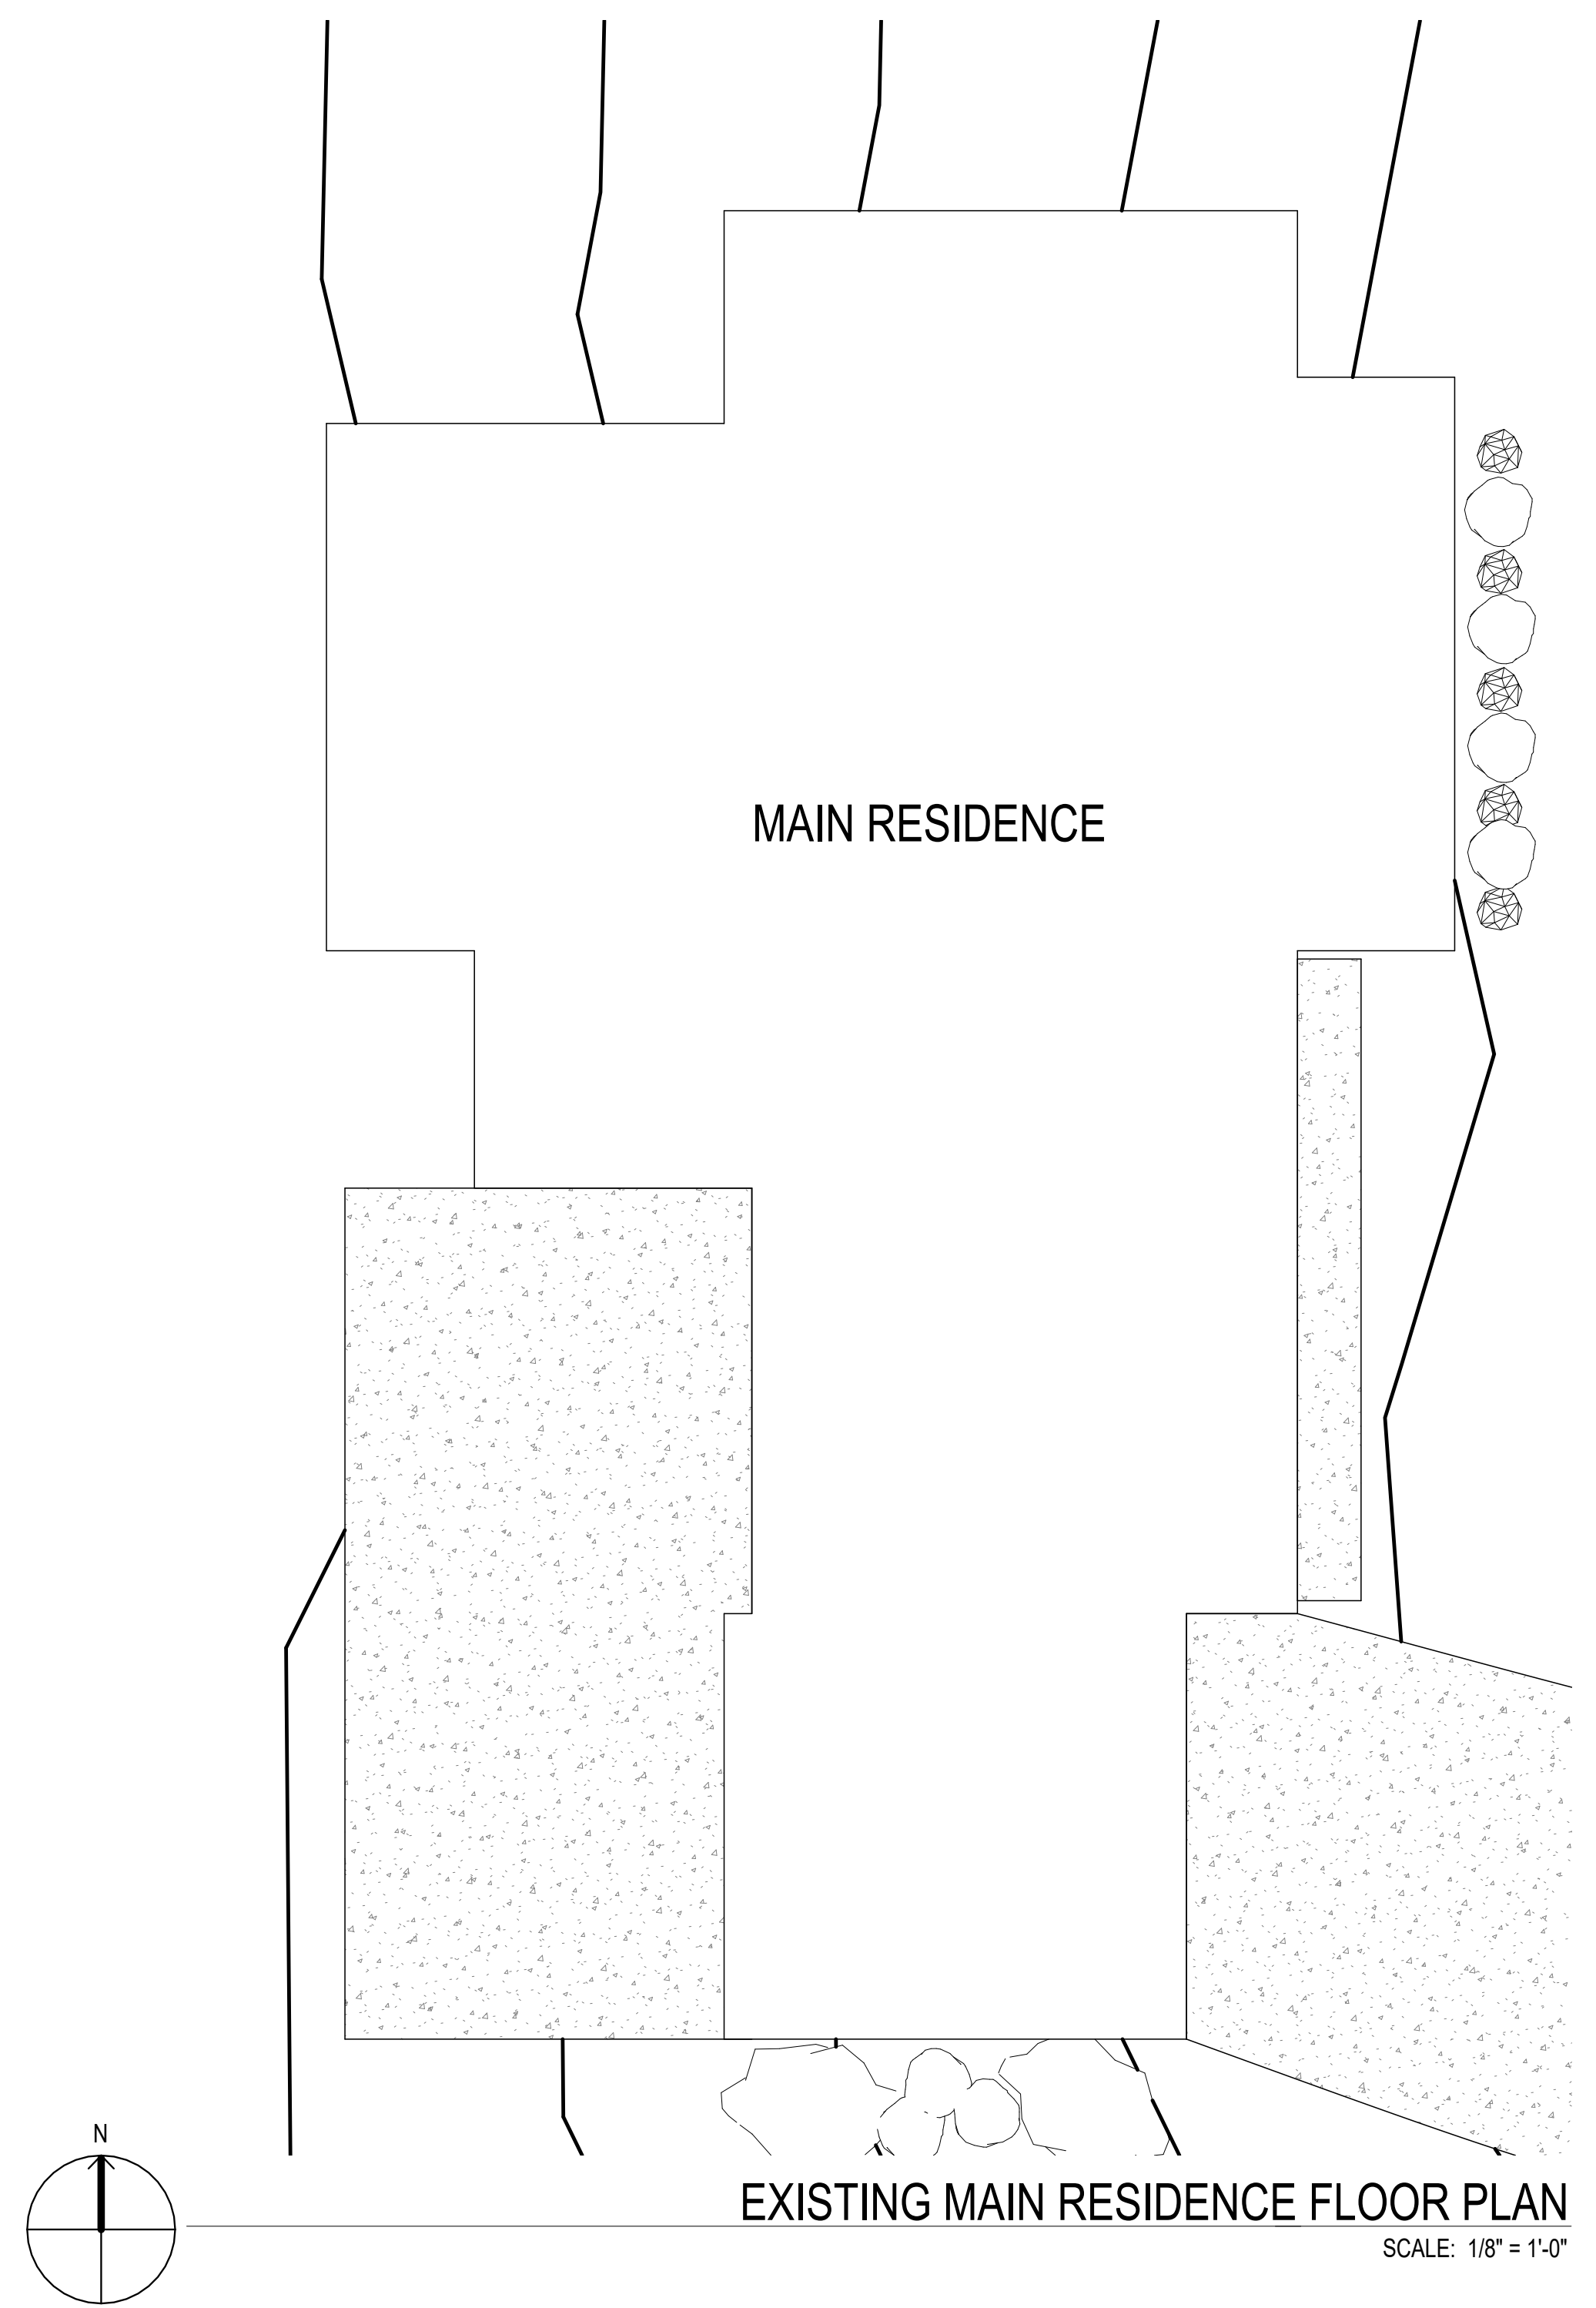 MAIN RESIDENCE
N
EXISTING MAIN RESIDENCE FLOOR PLAN
SCALE: 1/8" = 1'-0"